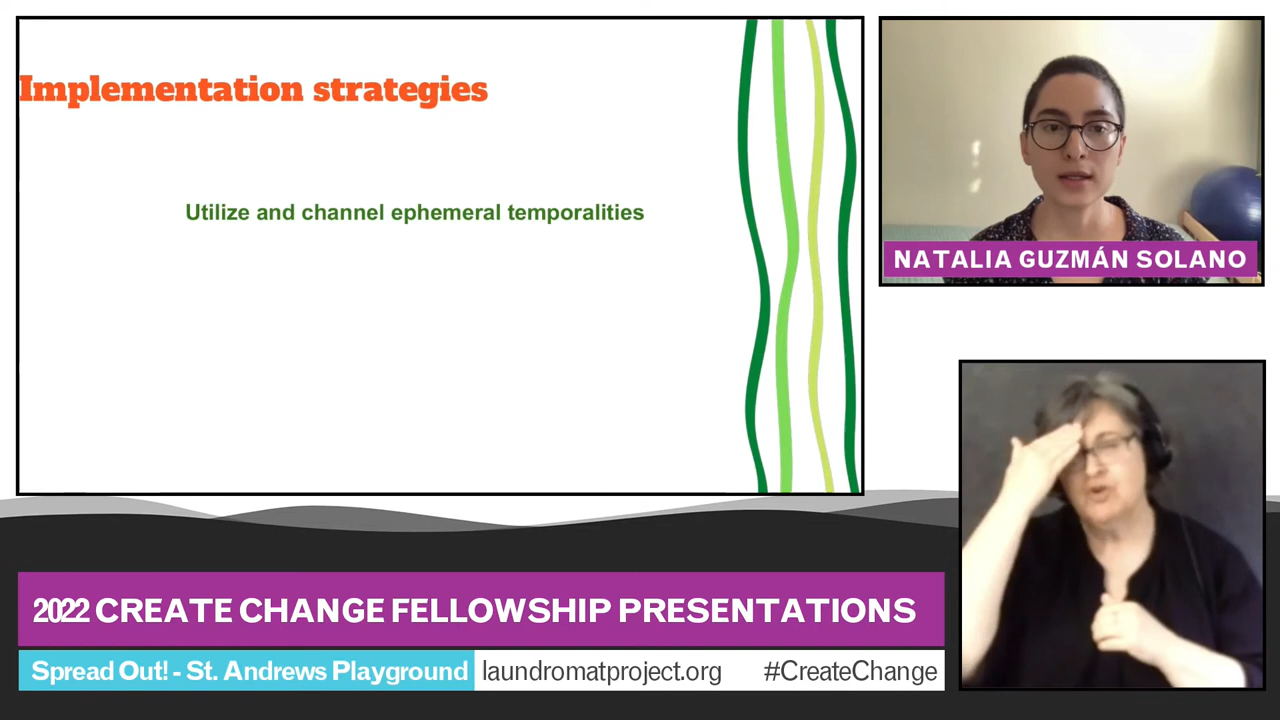 Implementation strategies
Utilize and channel ephemeral temporalities
NATALIA GUZMÁN SOLANO
2022 CREATE CHANGE FELLOWSHIP PRESENTATIONS
Spread Out! - St. Andrews Playground
laundromatproject.org
#CreateChange